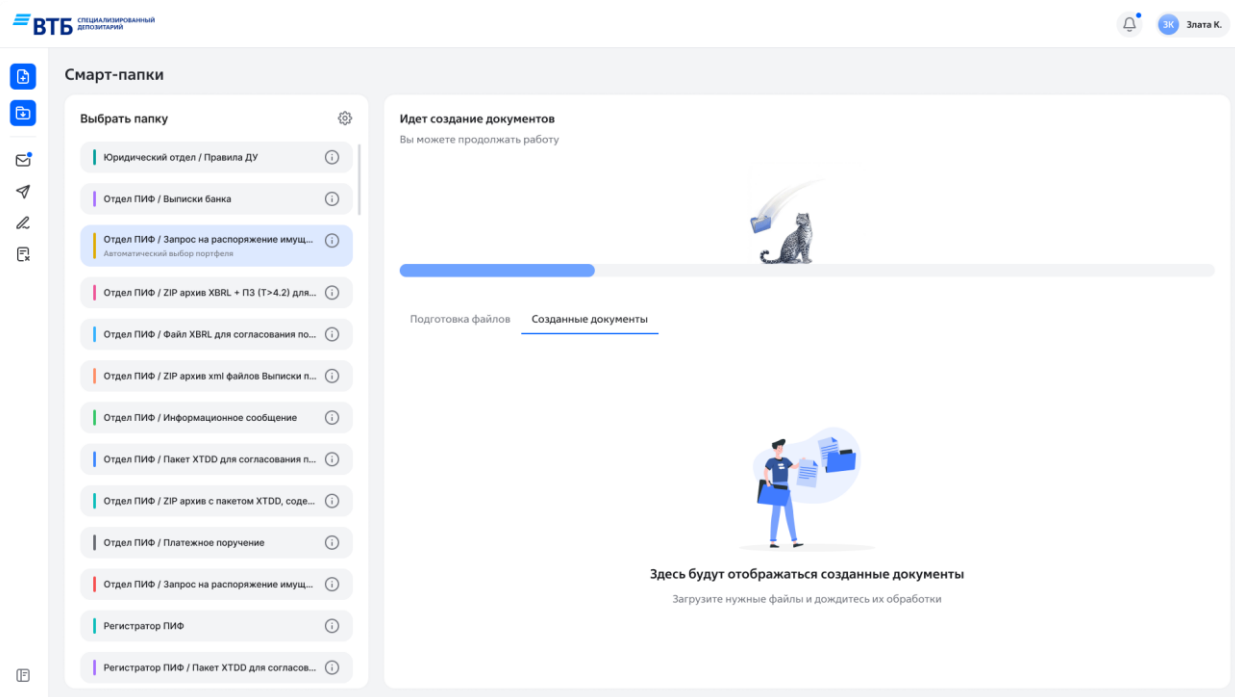 ВТБ СПЕЦИАЛИЗИРОВАННЫЙ
ДЕПОЗИТАРИЙ
ЗК Злата К.
Смарт-папки
Выбрать папку
Юридический отдел / Правила ДУ
Отдел ПИФ / Выписки банка
Отдел ПИФ / Запрос на распоряжение имущ...
Автоматический выбор портфеля
Отдел ПИФ / ZIP архив XBRL + ПЗ (T>4.2) для...
Отдел ПИФ / Файл XBRL для согласования по...
Отдел ПИФ / ZIP архив xml файлов Выписки п...
Отдел ПИФ / Информационное сообщение
Отдел ПИФ / Пакет XTDD для согласования п...
Отдел ПИФ / ZIP архив с пакетом XTDD, соде...
Отдел ПИФ / Платежное поручение
Отдел ПИФ / Запрос на распоряжение имущ...
Регистратор ПИФ
Регистратор ПИФ / Пакет XTDD для согласов...
Идет создание документов
Вы можете продолжать работу
Подготовка файлов Созданные документы
Здесь будут отображаться созданные документы
Загрузите нужные файлы и дождитесь их обработки